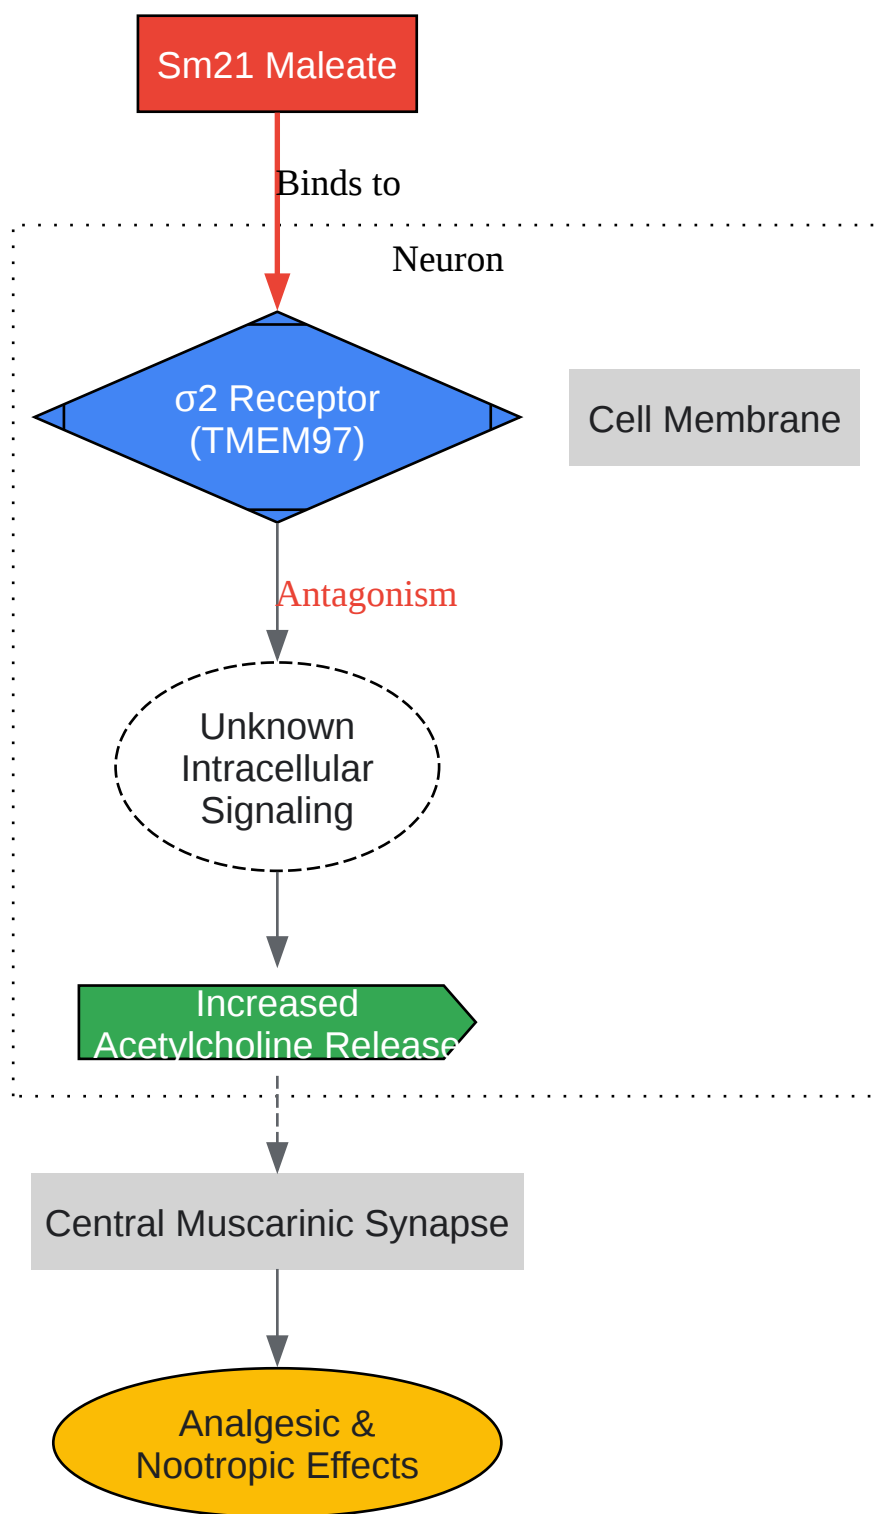 Sm21 Maleate
Binds to
Neuron
σ2 Receptor
(TMEM97)
Cell Membrane
Antagonism
Unknown
Intracellular
Signaling
Increased
Acetylcholine Release
Central Muscarinic Synapse
Analgesic &
Nootropic Effects